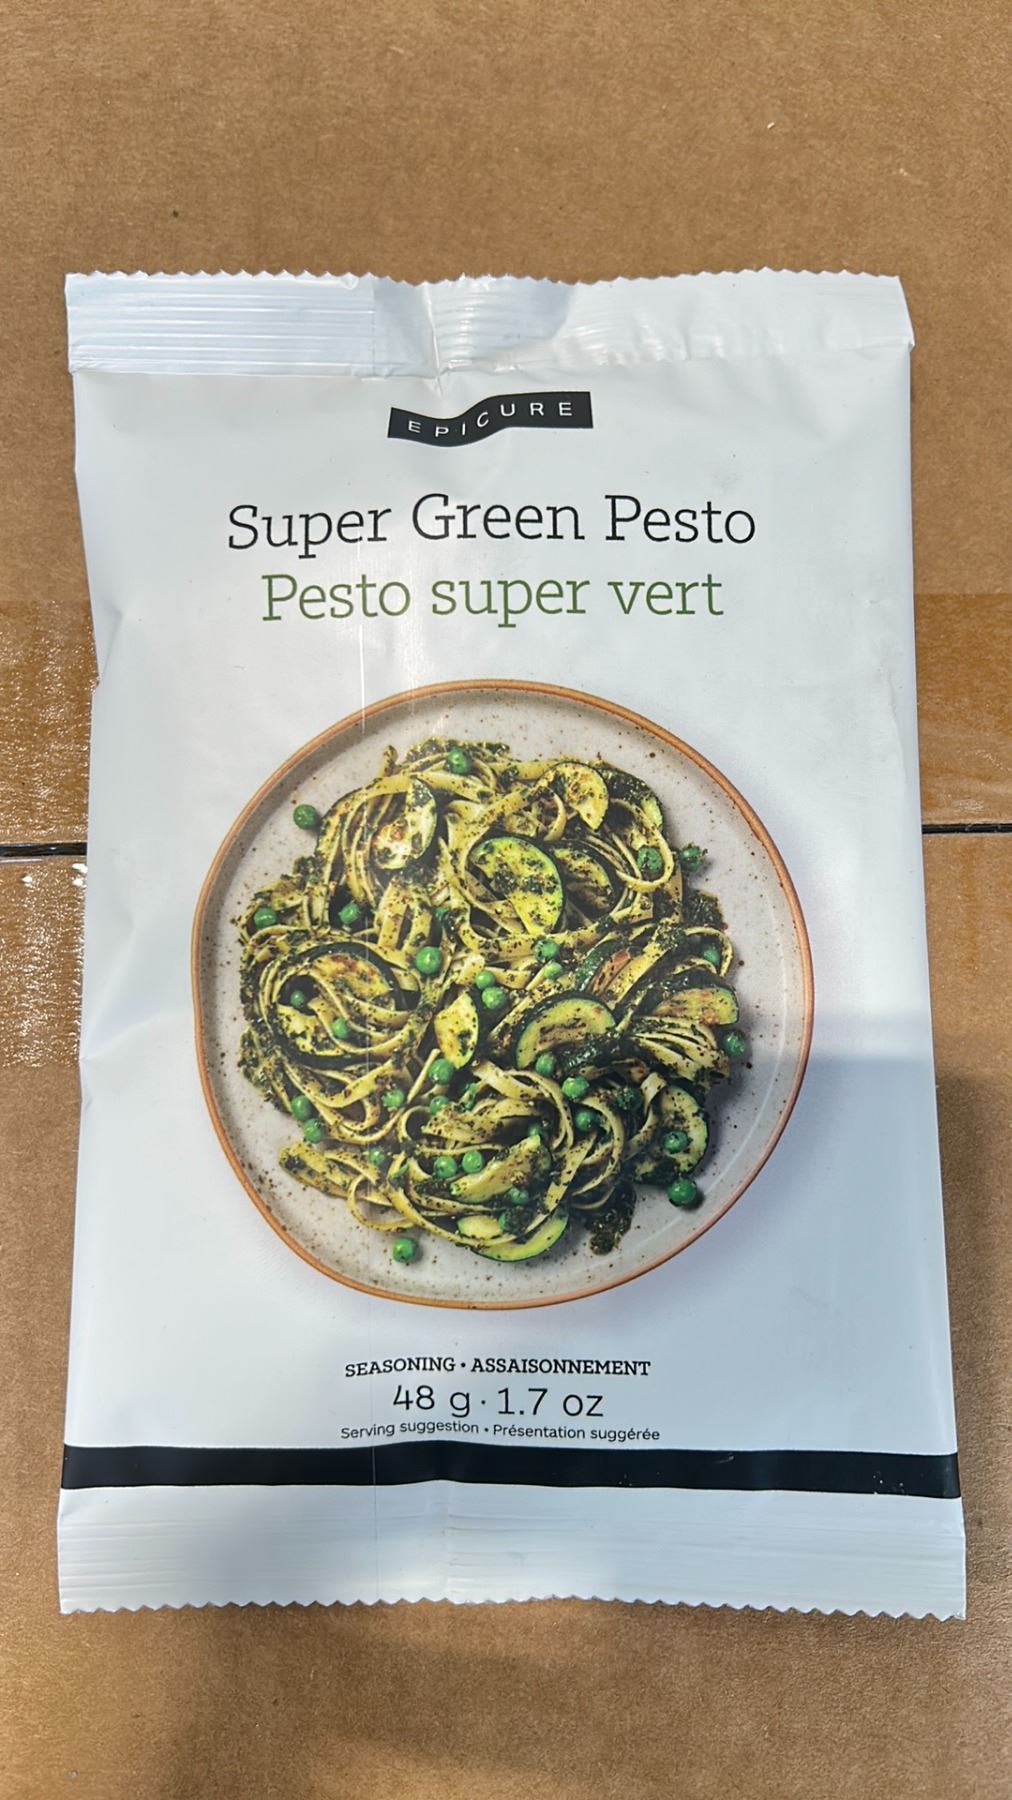 EPICURE
Super Green Pesto
Pesto super vert
SEASONING • ASSAISONNEMENT
48 g · 1.7 oz
Serving suggestion • Présentation suggérée